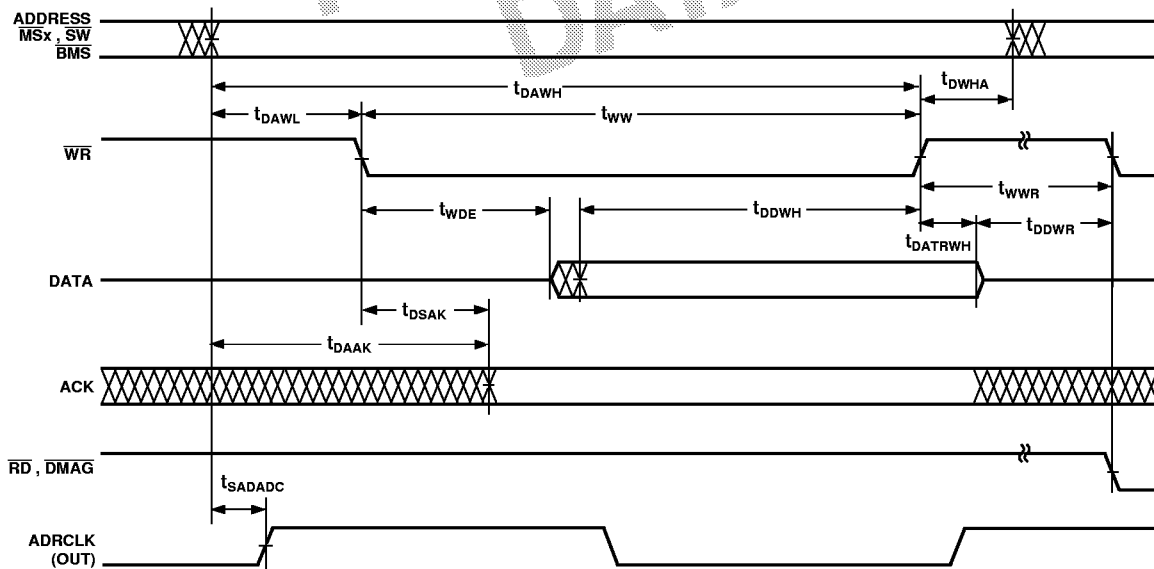 ADDRESS
MSx , SW
BMS
tDAWH
tDWHA
tDAWL
tWW
WR
tWWR
tWDE
tDDWH
tDATRWH
tDDWR
DATA
tDSAK
tDAAK
ACK
RD , DMAG
tSADADC
ADRCLK
(OUT)